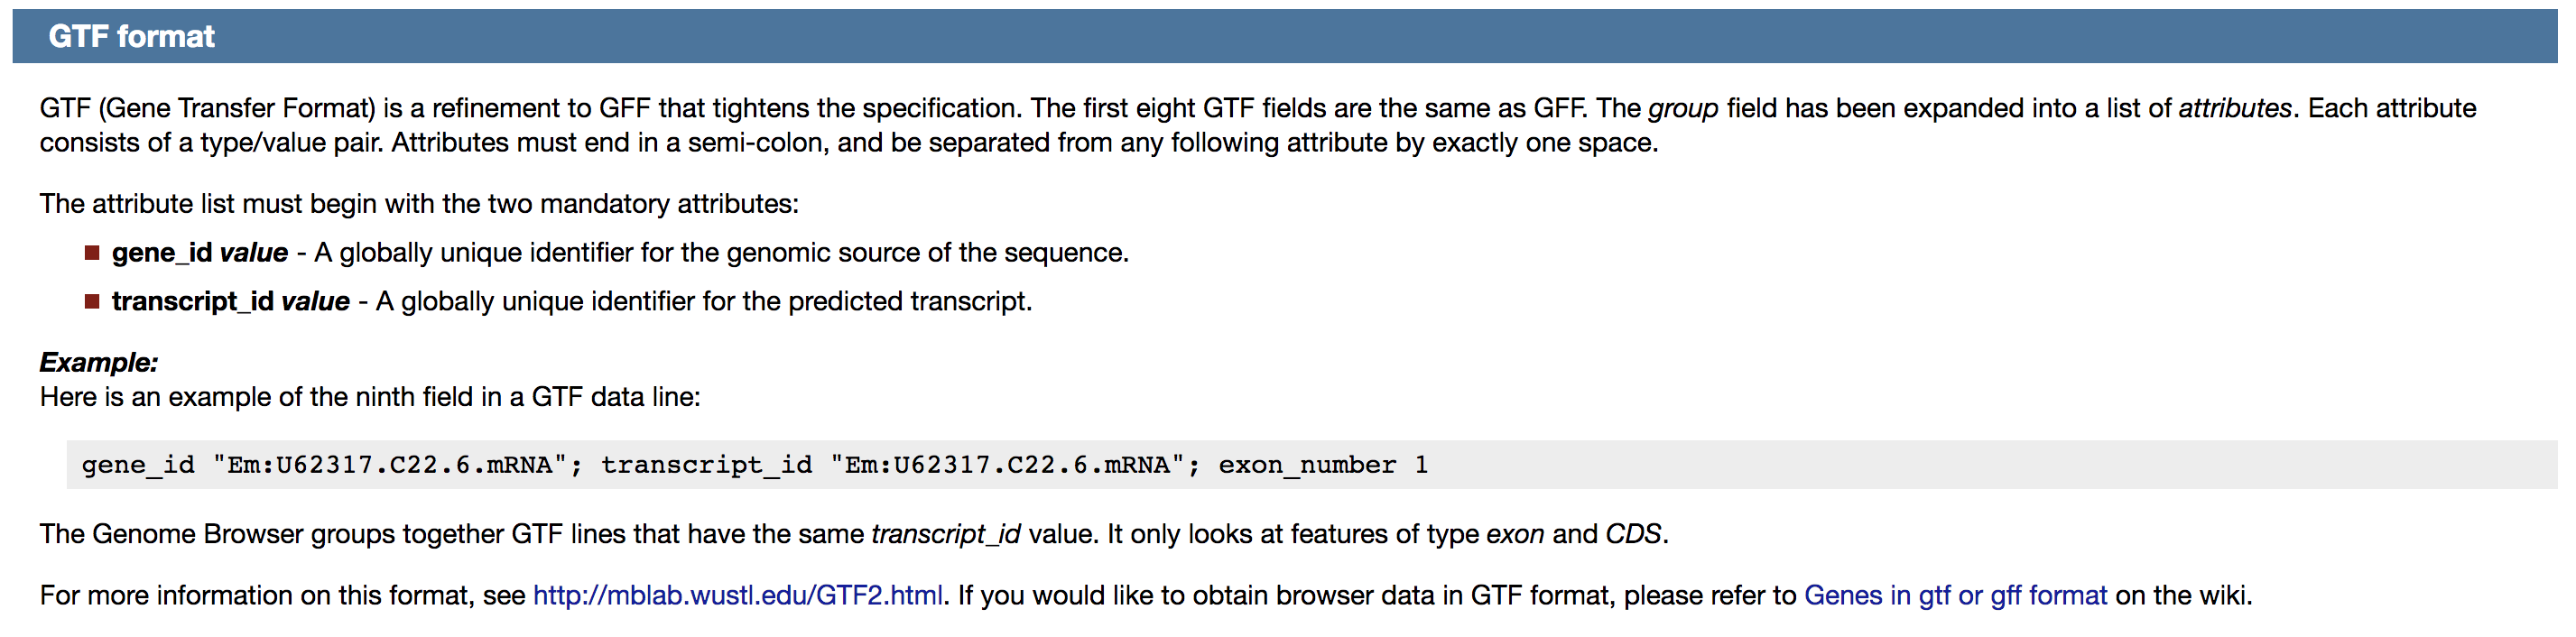 GTF format
GTF (Gene Transfer Format) is a refinement to GFF that tightens the specification. The first eight GTF fields are the same as GFF. The group field has been expanded into a list of attributes. Each attribute
consists of a type/value pair. Attributes must end in a semi-colon, and be separated from any following attribute by exactly one space.
The attribute list must begin with the two mandatory attributes:
gene_id value - A globally unique identifier for the genomic source of the sequence.
transcript_id value - A globally unique identifier for the predicted transcript.
Example:
Here is an example of the ninth field in a GTF data line:
gene_id "Em:U62317.C22.6.mRNA"; transcript_id "Em:U62317.C22.6.mRNA"; exon_number 1
The Genome Browser groups together GTF lines that have the same transcript_id value. It only looks at features of type exon and CDS.
For more information on this format, see http://mblab.wustl.edu/GTF2.html. If you would like to obtain browser data in GTF format, please refer to Genes in gtf or gff format on the wiki.